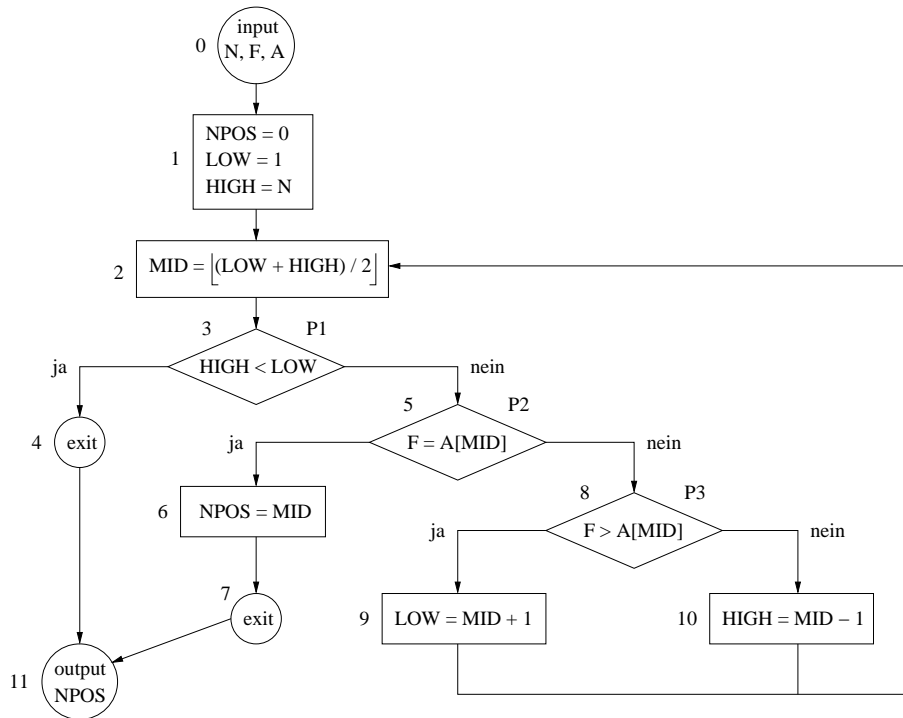 0
input
N, F, A
1
NPOS = 0
LOW = 1
HIGH = N
2
MID = ⌊(LOW + HIGH) / 2⌋
3
P1
HIGH < LOW
ja
nein
4
exit
5
P2
F = A[MID]
ja
nein
6
NPOS = MID
8
P3
F > A[MID]
ja
nein
7
exit
9
LOW = MID + 1
10
HIGH = MID − 1
11
output
NPOS